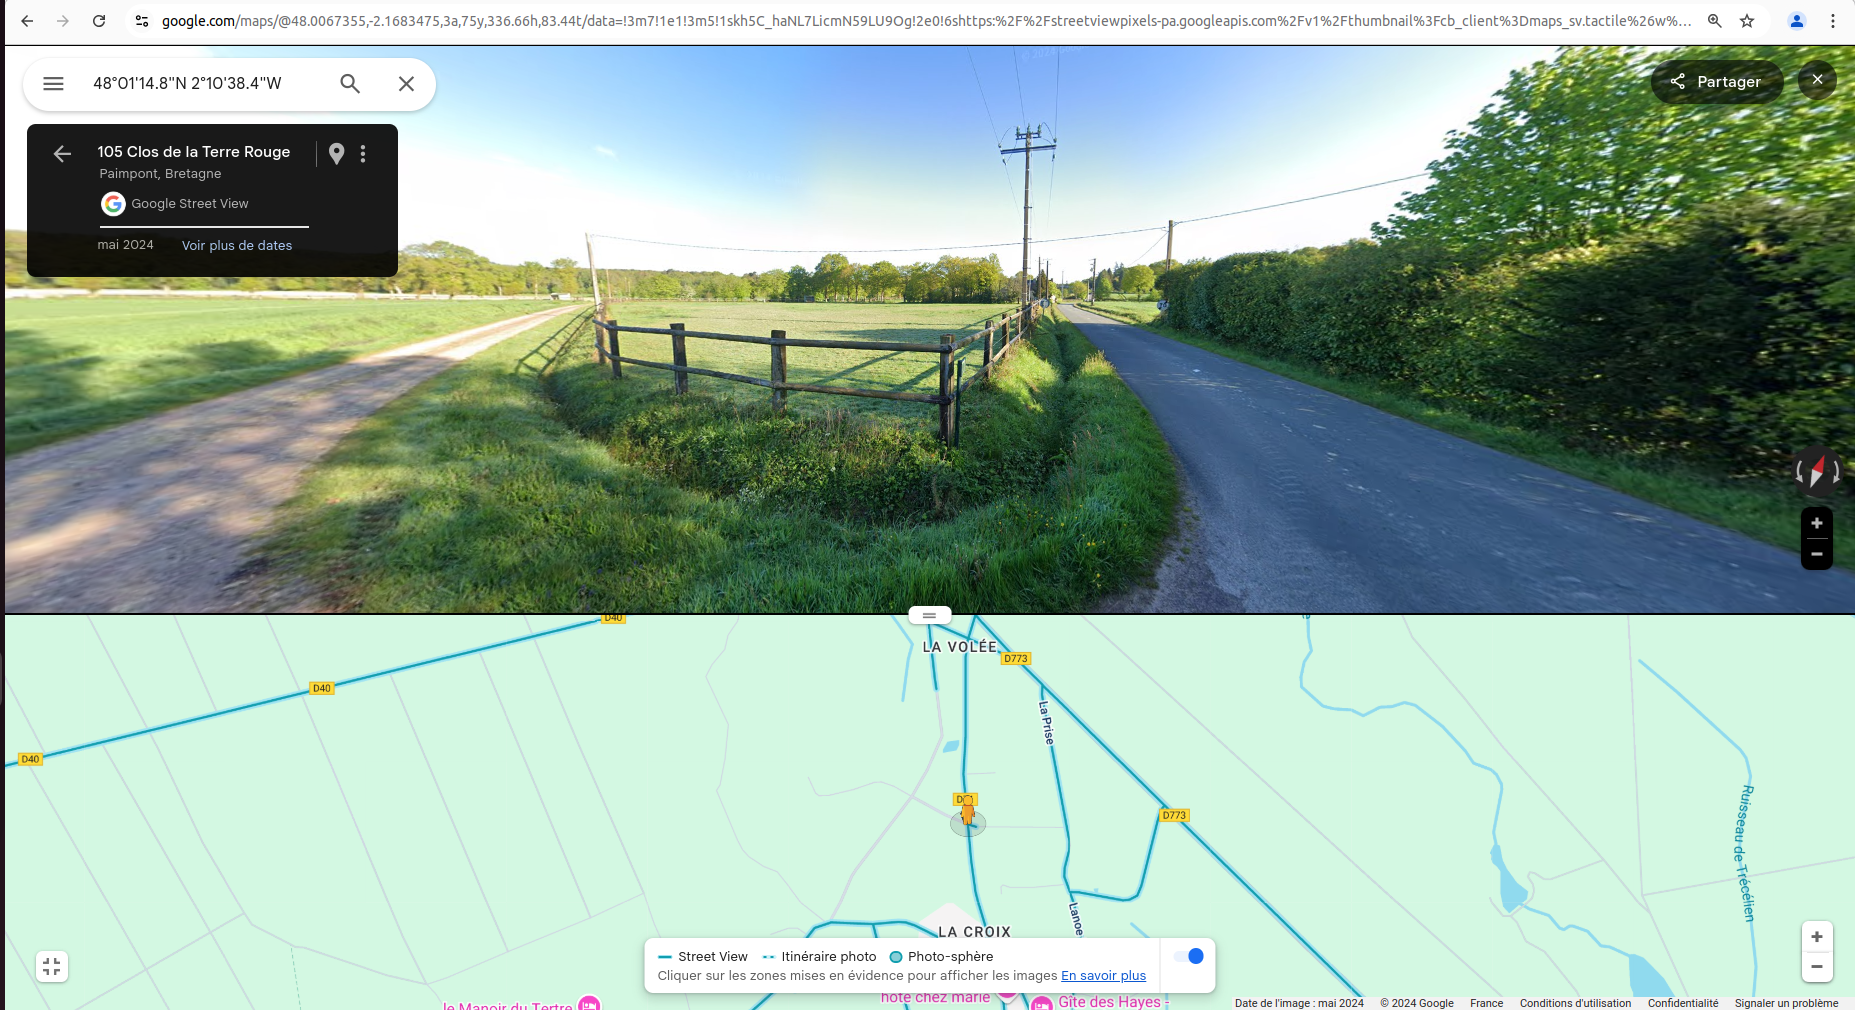 google.com/maps/@48.0067355,-2.1683475,3a,75y,336.66h,83.44t/data=!3m7!1e1!3m5!1skh5C_haNL7LicmN59LU9Og!2e0!6shttps:%2F%2Fstreetviewpixels-pa.googleapis.com%2Fv1%2Fthumbnail%3Fcb_client%3Dmaps_sv.tactile%26w%...
48°01'14.8"N 2°10'38.4"W
Partager
105 Clos de la Terre Rouge
Paimpont, Bretagne
Google Street View
mai 2024 Voir plus de dates
D40
LA VOLÉE
D773
D40
La Prise
D40
Ruisseau de Trécélien
D773
Lanoe
LA CROIX
Street View Itinéraire photo Photo-sphère
Cliquer sur les zones mises en évidence pour afficher les images En savoir plus
hôte chez marie
Gîte des Hayes -
le Manoir du Tertre
Date de l'image : mai 2024 © 2024 Google France Conditions d'utilisation Confidentialité Signaler un problème